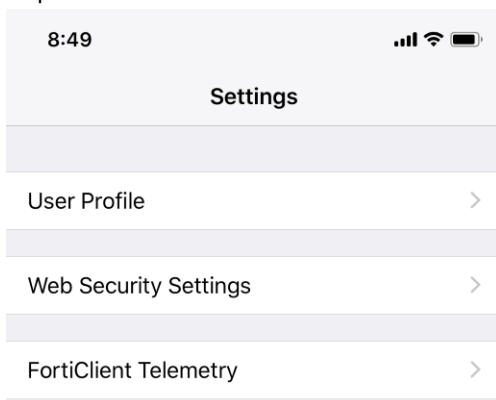 8:49
Settings
User Profile
Web Security Settings
FortiClient Telemetry